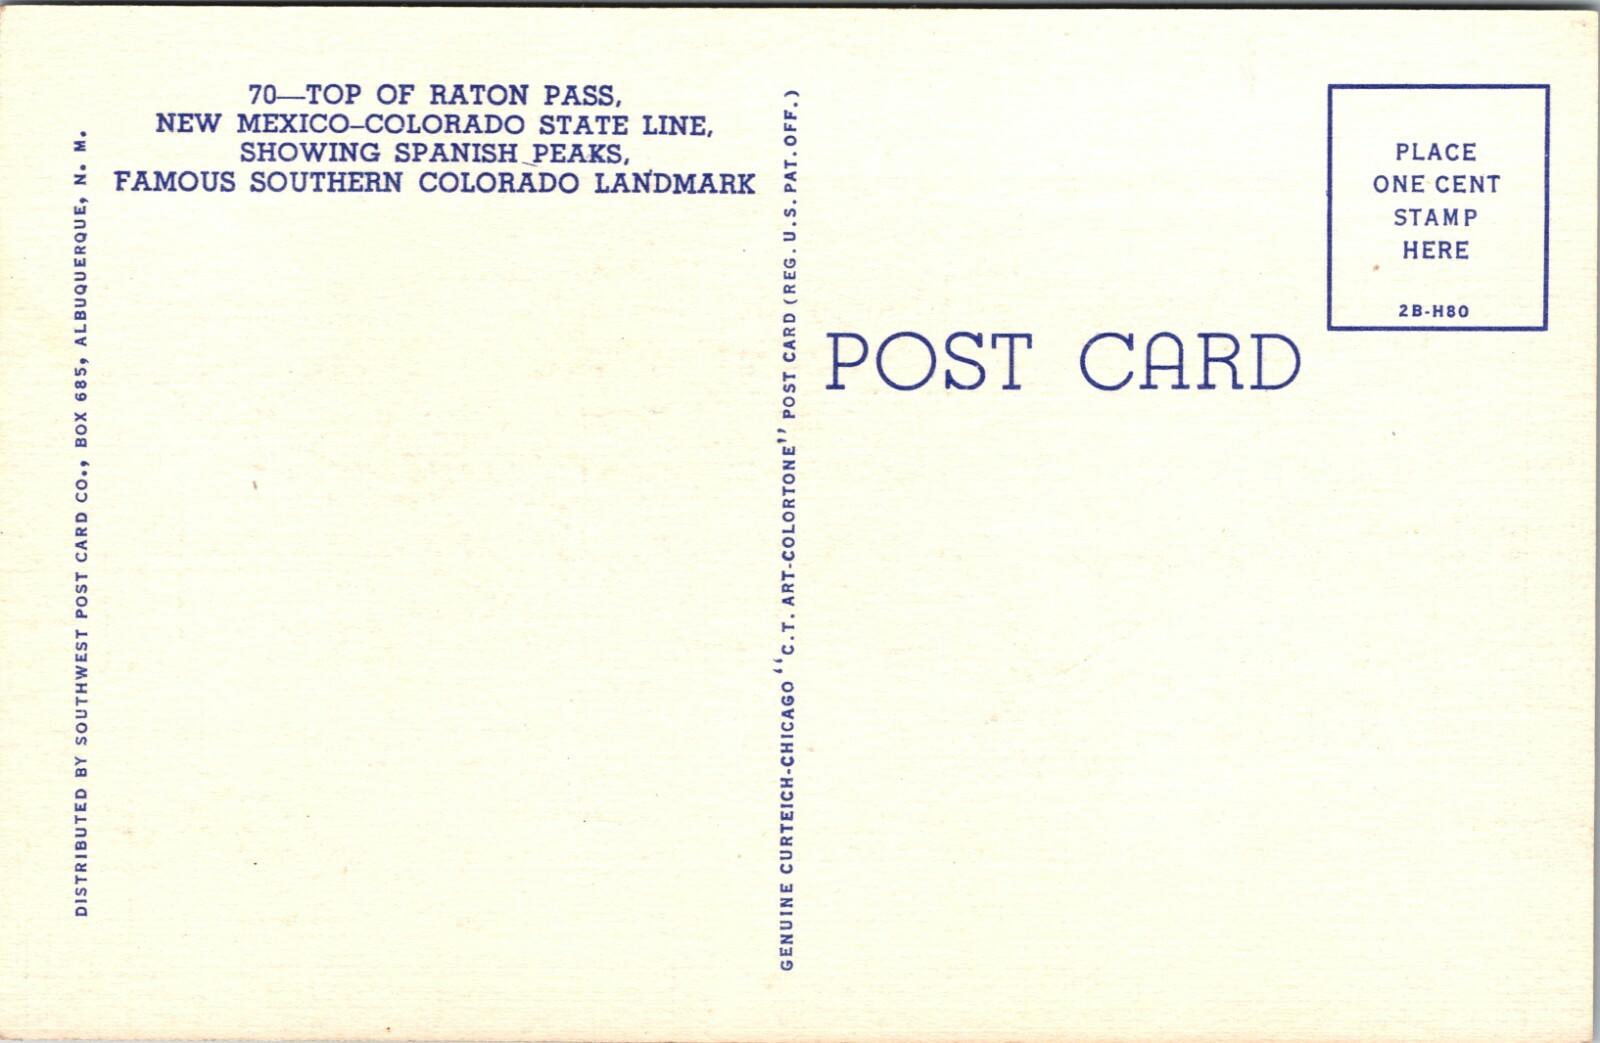 70—TOP OF RATON PASS,
NEW MEXICO–COLORADO STATE LINE,
SHOWING SPANISH PEAKS,
FAMOUS SOUTHERN COLORADO LANDMARK
DISTRIBUTED BY SOUTHWEST POST CARD CO., BOX 685, ALBUQUERQUE, N. M.
GENUINE CURTEICH-CHICAGO "C.T. ART-COLORTONE" POST CARD (REG. U.S. PAT. OFF.)
POST CARD
PLACE
ONE CENT
STAMP
HERE
2B-H80